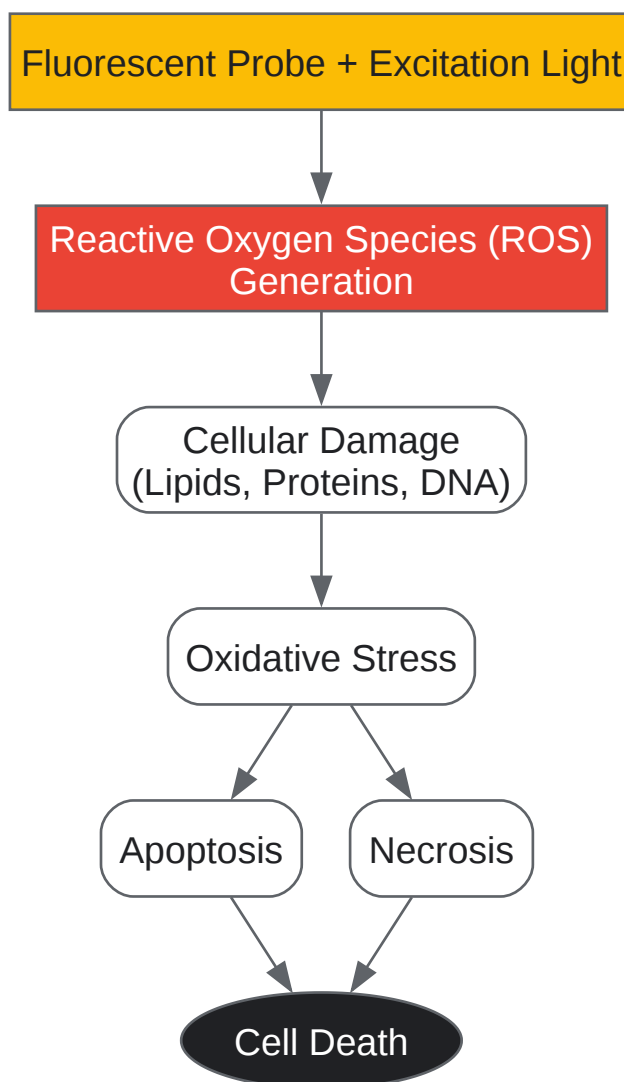 Fluorescent Probe + Excitation Light
Reactive Oxygen Species (ROS)
Generation
Cellular Damage
(Lipids, Proteins, DNA)
Oxidative Stress
Apoptosis
Necrosis
Cell Death